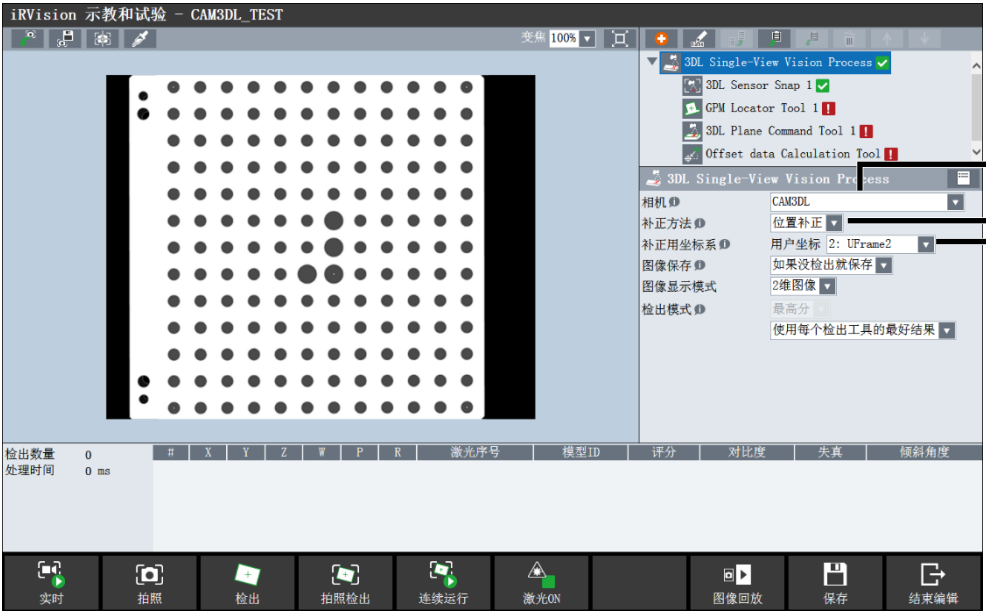 iRVision 示教和试验 - CAM3DL_TEST
变焦 100%
3DL Single-View Vision Process
3DL Sensor Snap 1
GPM Locator Tool 1
3DL Plane Command Tool 1
Offset data Calculation Tool
3DL Single-View Vision Process
相机 CAM3DL
补正方法 位置补正
补正用坐标系 用户坐标 2: UFrame2
图像保存 如果没检出就保存
图像显示模式 2维图像
检出模式 最高分
使用每个检出工具的最好结果
检出数量 0
处理时间 0 ms
# X Y Z W P R 激光序号 模型ID 评分 对比度 失真 倾斜角度
实时 拍照 检出 拍照检出 连续运行 激光ON 图像回放 保存 结束编辑